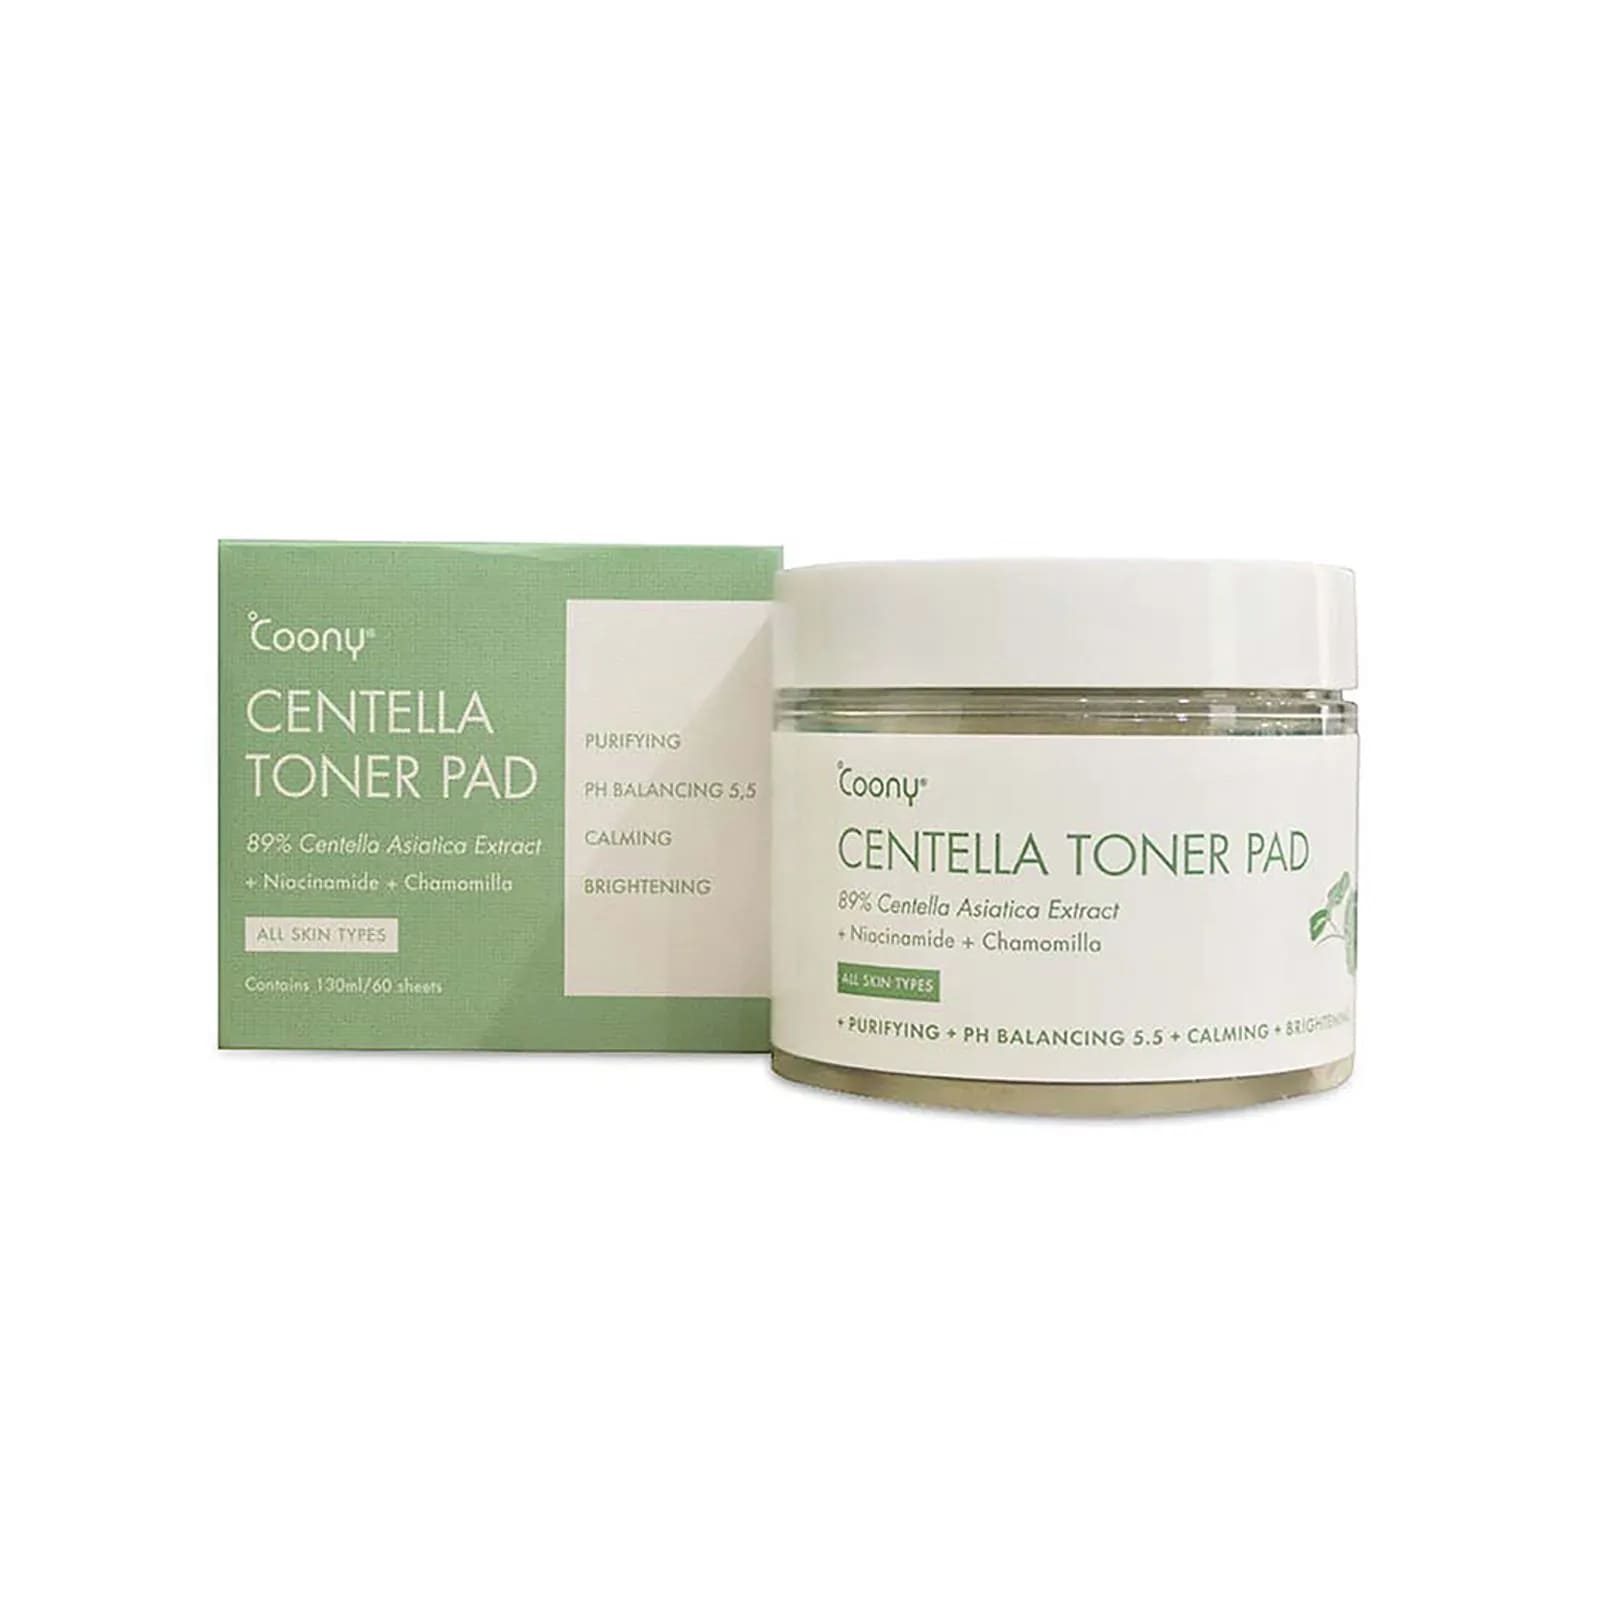 Coony®
CENTELLA
TONER PAD
89% Centella Asiatica Extract
+ Niacinamide + Chamomilla
ALL SKIN TYPES
Contains 130ml/60 sheets
PURIFYING
PH BALANCING 5,5
CALMING
BRIGHTENING
Coony®
CENTELLA TONER PAD
89% Centella Asiatica Extract
+ Niacinamide + Chamomilla
ALL SKIN TYPES
+ PURIFYING + PH BALANCING 5.5 + CALMING + BRIGHTENING